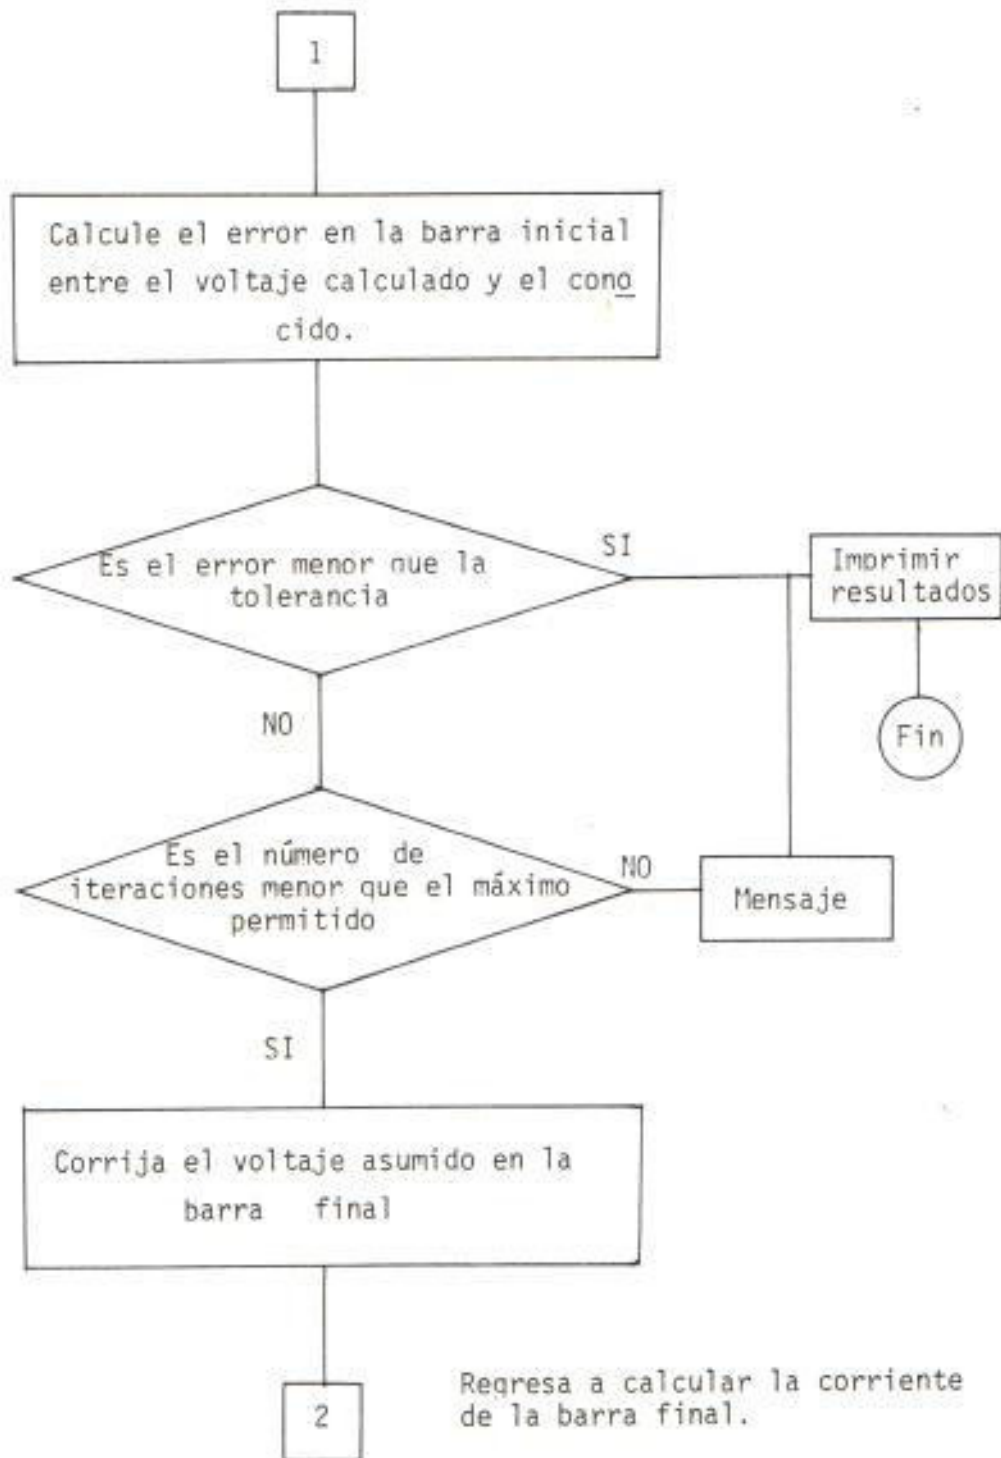 1
Calcule el error en la barra inicial
entre el voltaje calculado y el cono
cido.
Es el error menor que la
tolerancia
SI
Imprimir
resultados
NO
Fin
Es el número de
iteraciones menor que el máximo
permitido
NO
Mensaje
SI
Corrija el voltaje asumido en la
barra final
2
Regresa a calcular la corriente
de la barra final.